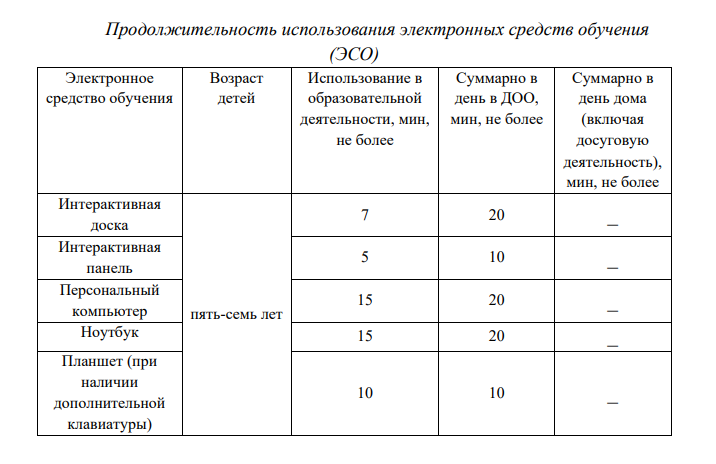 Продолжительность использования электронных средств обучения
(ЭСО)
Электронное
средство обучения
Возраст
детей
Использование в
образовательной
деятельности, мин,
не более
Суммарно в
день в ДОО,
мин, не более
Суммарно в
день дома
(включая
досуговую
деятельность),
мин, не более
Интерактивная
доска
пять-семь лет
7
20
_
Интерактивная
панель
5
10
_
Персональный
компьютер
15
20
_
Ноутбук
15
20
_
Планшет (при
наличии
дополнительной
клавиатуры)
10
10
_